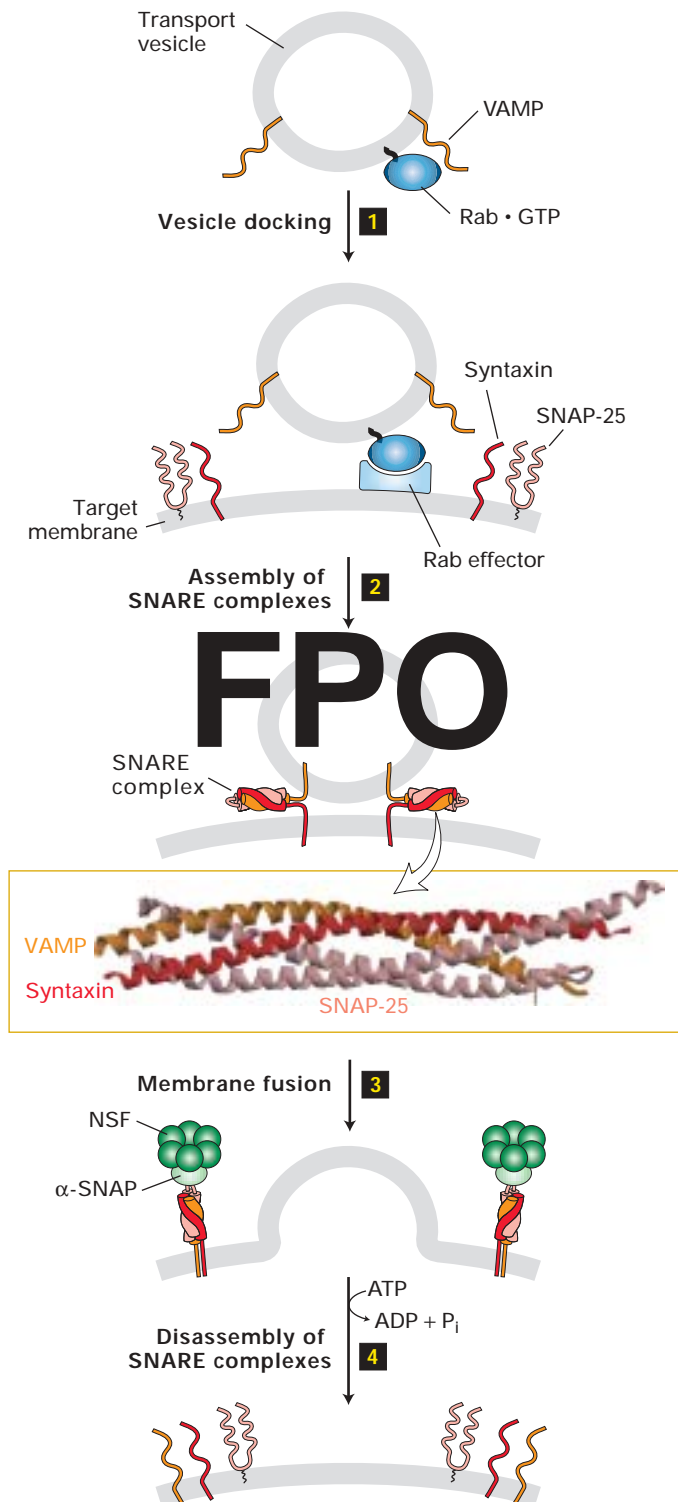 Transport
vesicle
VAMP
Rab • GTP
Vesicle docking
1
Syntaxin
SNAP-25
Target
membrane
Rab effector
Assembly of
SNARE complexes
2
FPO
SNARE
complex
VAMP
Syntaxin
SNAP-25
Membrane fusion
3
NSF
α-SNAP
ATP
ADP + Pi
Disassembly of
SNARE complexes
4